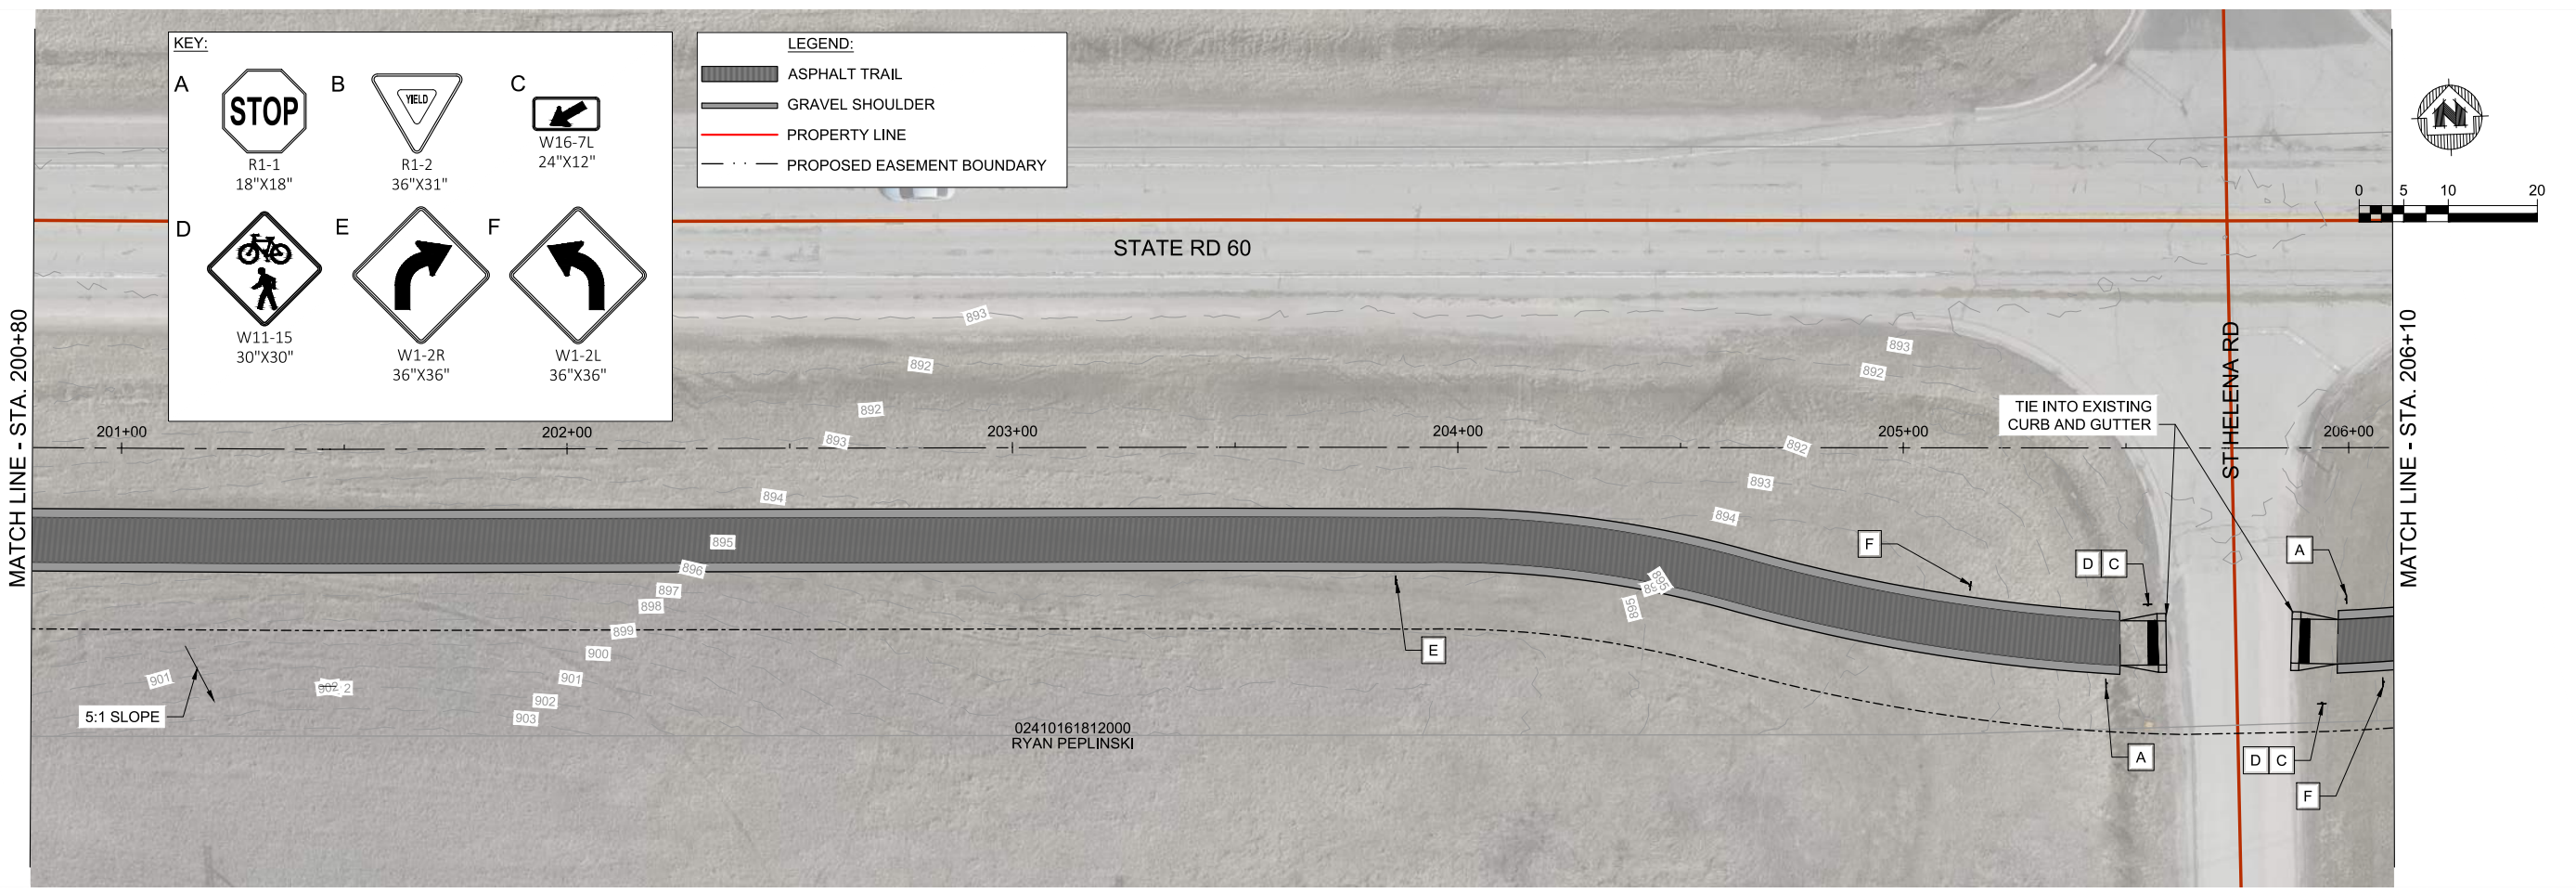 KEY:
A
STOP
R1-1
18"X18"
B
YIELD
R1-2
36"X31"
C
W16-7L
24"X12"
D
W11-15
30"X30"
E
W1-2R
36"X36"
F
W1-2L
36"X36"
LEGEND:
ASPHALT TRAIL
GRAVEL SHOULDER
PROPERTY LINE
PROPOSED EASEMENT BOUNDARY
N
0 5 10 20
STATE RD 60
MATCH LINE - STA. 200+80
MATCH LINE - STA. 206+10
ST HELENA RD
TIE INTO EXISTING
CURB AND GUTTER
201+00
202+00
203+00
204+00
205+00
206+00
893
892
892
893
894
895
896
897
898
899
900
901
902
903
901
893
892
892
893
894
895
895
F
D C
A
E
A
D C
F
5:1 SLOPE
02410161812000
RYAN PEPLINSKI